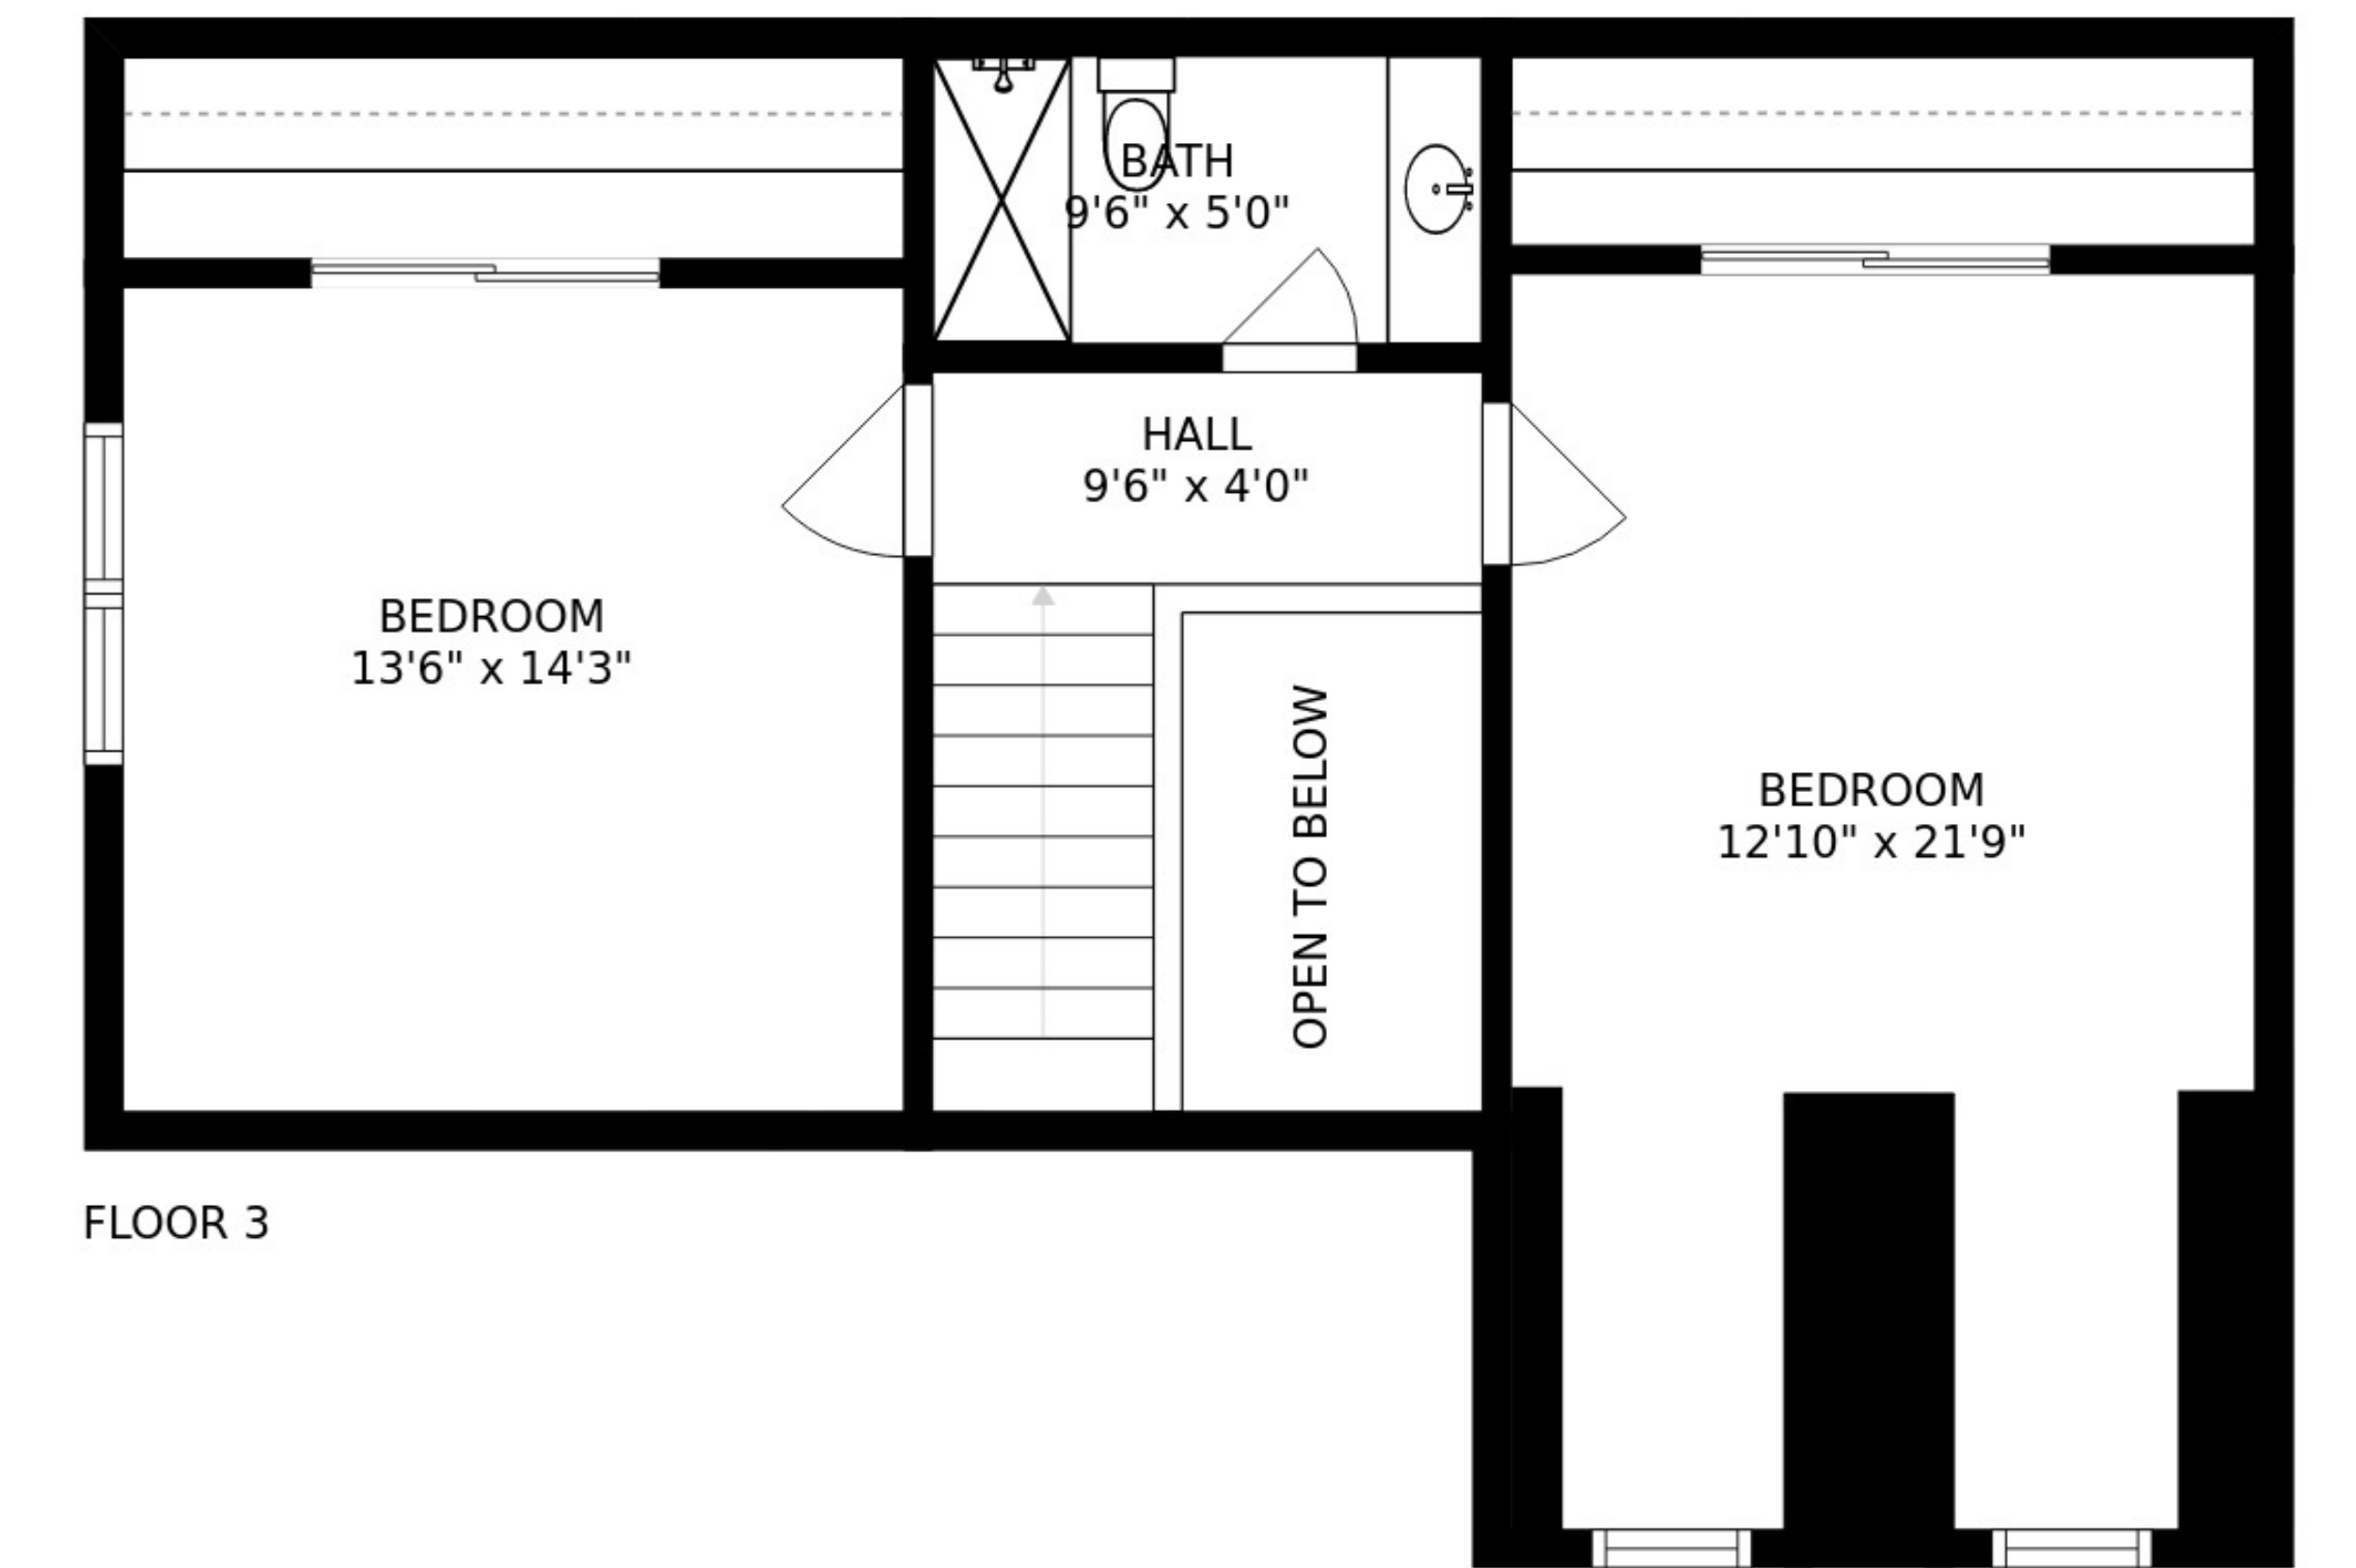 BATH
9'6" x 5'0"
HALL
9'6" x 4'0"
BEDROOM
13'6" x 14'3"
OPEN TO BELOW
BEDROOM
12'10" x 21'9"
FLOOR 3